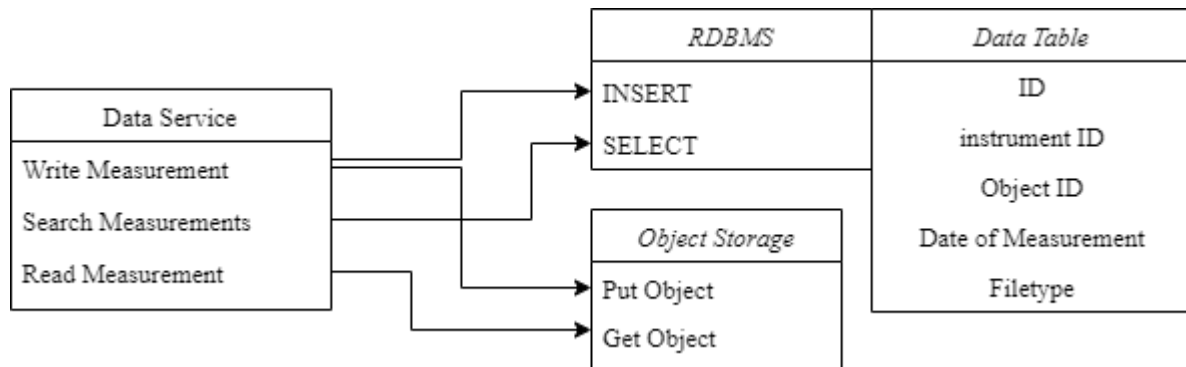 Data Service
Write Measurement
Search Measurements
Read Measurement
RDBMS
INSERT
SELECT
Data Table
ID
instrument ID
Object ID
Date of Measurement
Filetype
Object Storage
Put Object
Get Object